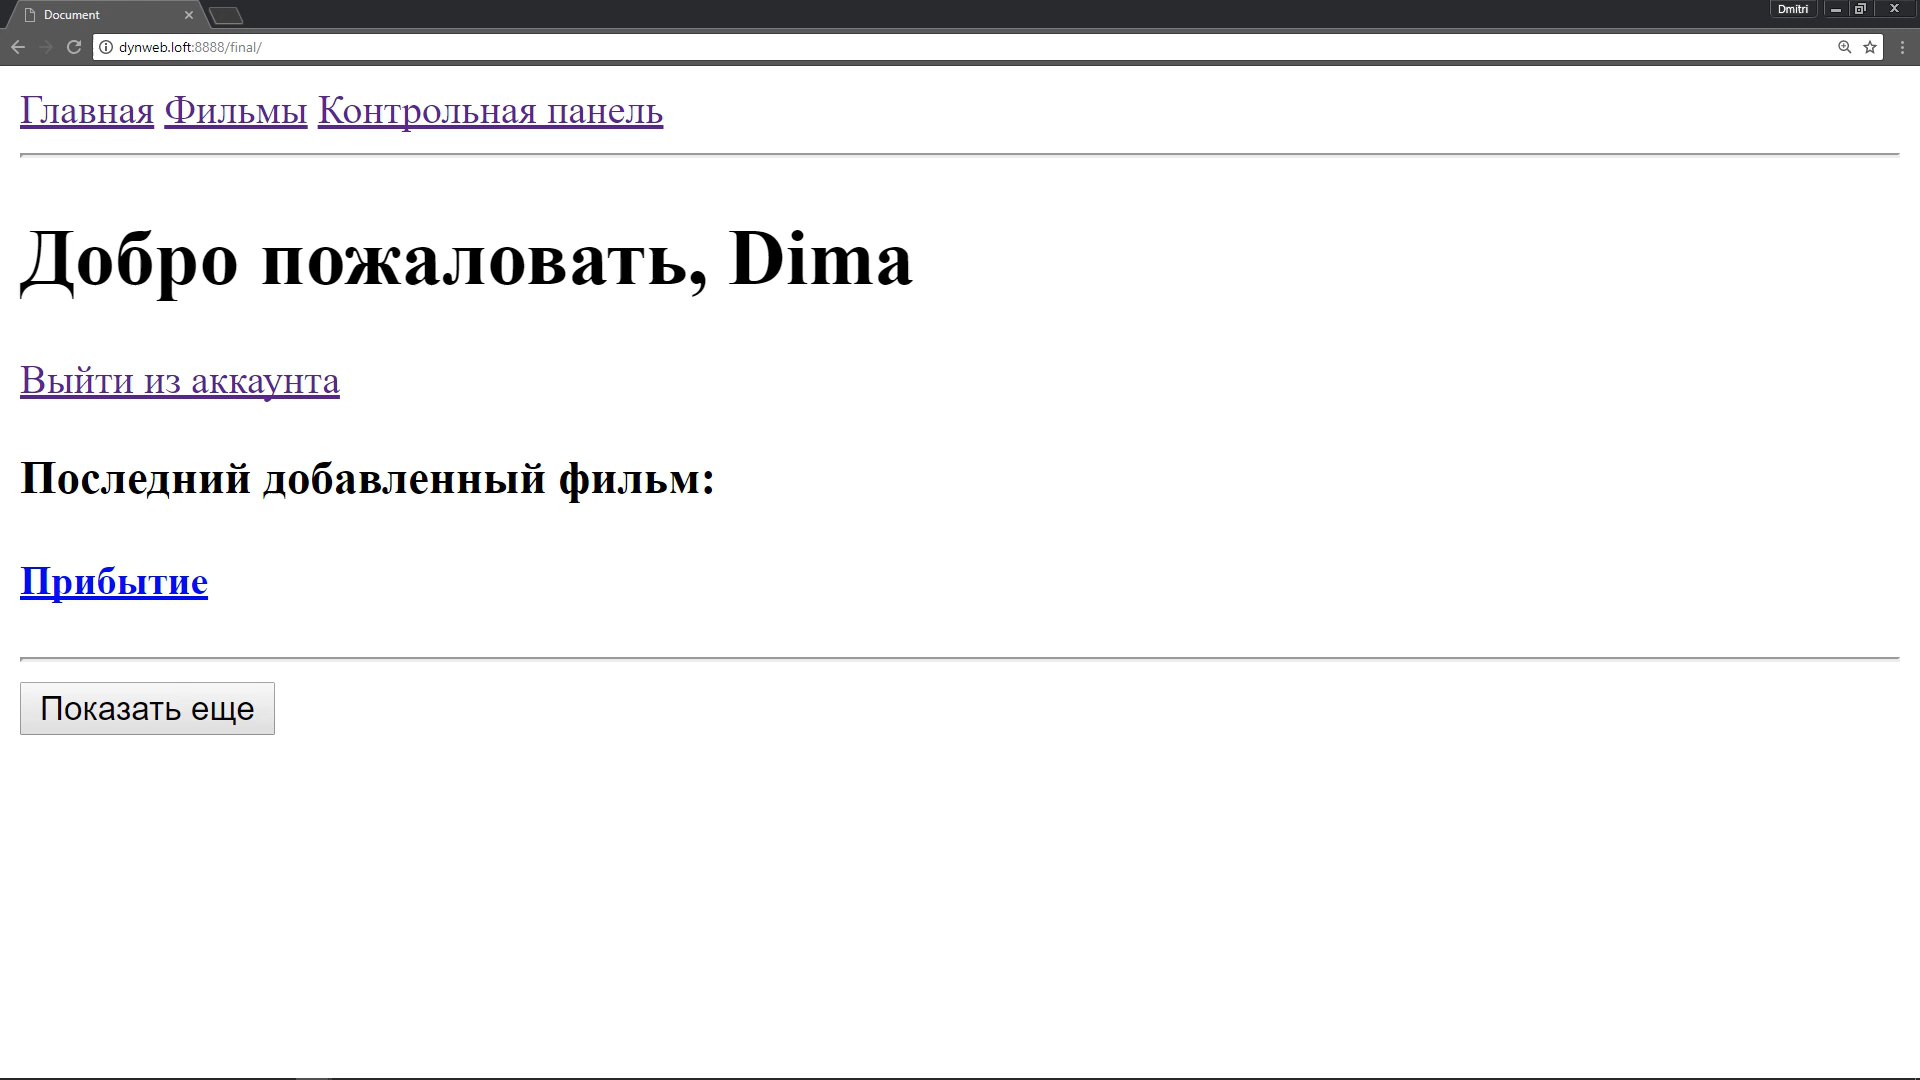 Document
Dmitri
dynweb.loft:8888/final/
Главная Фильмы Контрольная панель
Добро пожаловать, Dima
Выйти из аккаунта
Последний добавленный фильм:
Прибытие
Показать еще